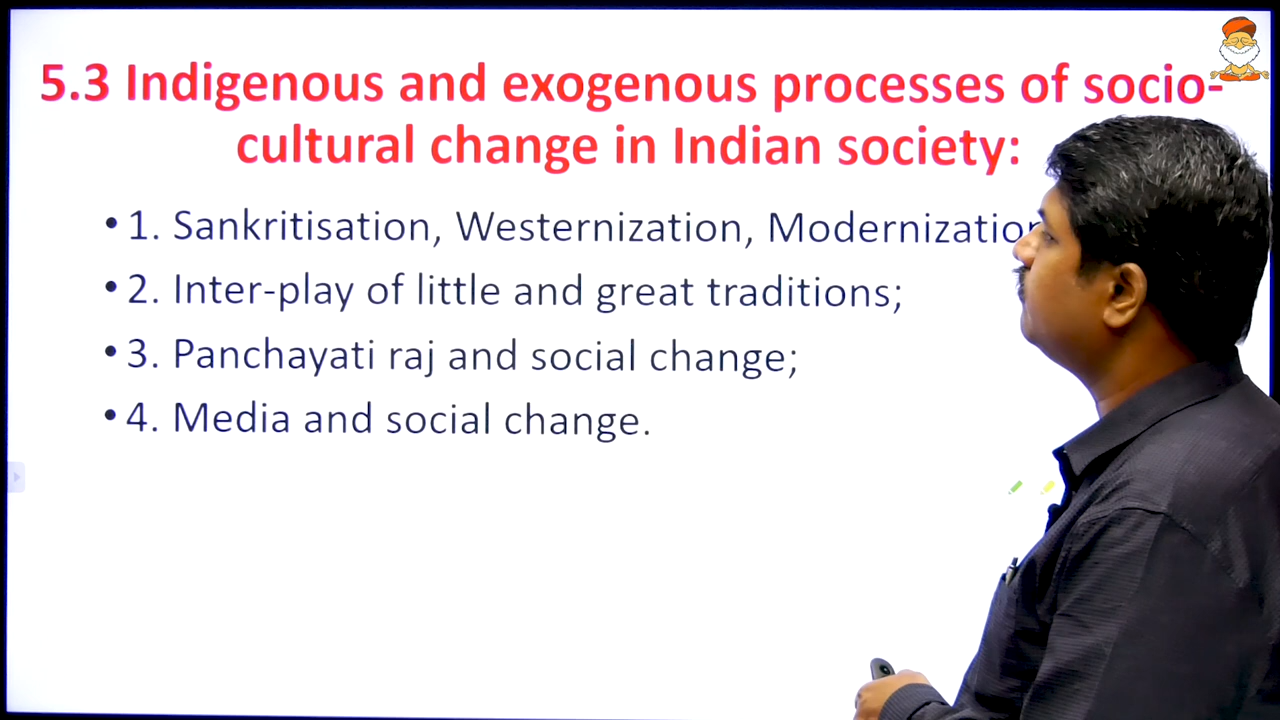 5.3 Indigenous and exogenous processes of socio-
cultural change in Indian society:
• 1. Sankritisation, Westernization,
• 2. Inter-play of little and great traditions;
• 3. Panchayati raj and social change;
• 4. Media and social change.